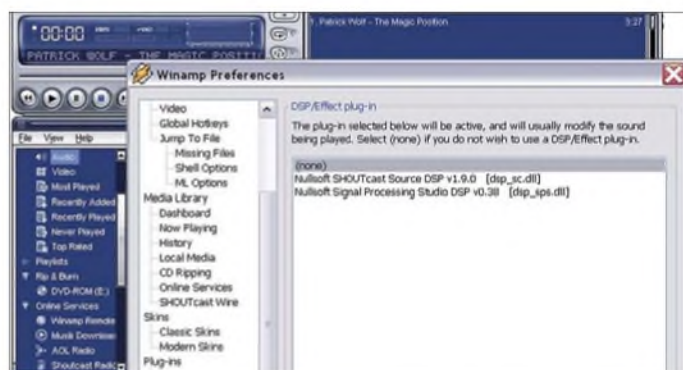 00:00
1. Patrick Wolf - The Magic Position 3:27
PATRICK WOLF - THE MAGIC POSITI
Winamp Preferences
File View Help
Audio
Video
Most Played
Recently Added
Recently Played
Never Played
Top Rated
Playlists
Rip & Burn
DVD-ROM (E:)
Online Services
Winamp Remote
Music Downloa
AOL Radio
Shoutcast Radio
Video
Global Hotkeys
Jump To File
Missing Files
Shell Options
ML Options
Media Library
Dashboard
Now Playing
History
Local Media
CD Ripping
Online Services
SHOUTcast Wire
Skins
Classic Skins
Modern Skins
Plug-ins
DSP/Effect plug-in
The plug-in selected below will be active, and will usually modify the sound
being played. Select (none) if you do not wish to use a DSP/Effect plug-in.
(none)
Nullsoft SHOUTcast Source DSP v1.9.0 [dsp_sc.dll]
Nullsoft Signal Processing Studio DSP v0.38 [dsp_sps.dll]